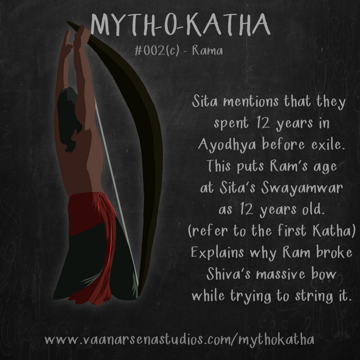 MYTH-O-KATHA
#002(c) - Rama
Sita mentions that they
spent 12 years in
Ayodhya before exile.
This puts Ram's age
at Sita's Swayamwar
as 12 years old.
(refer to the first Katha)
Explains why Ram broke
Shiva's massive bow
while trying to string it.
www.vaanarsenastudios.com/mythokatha